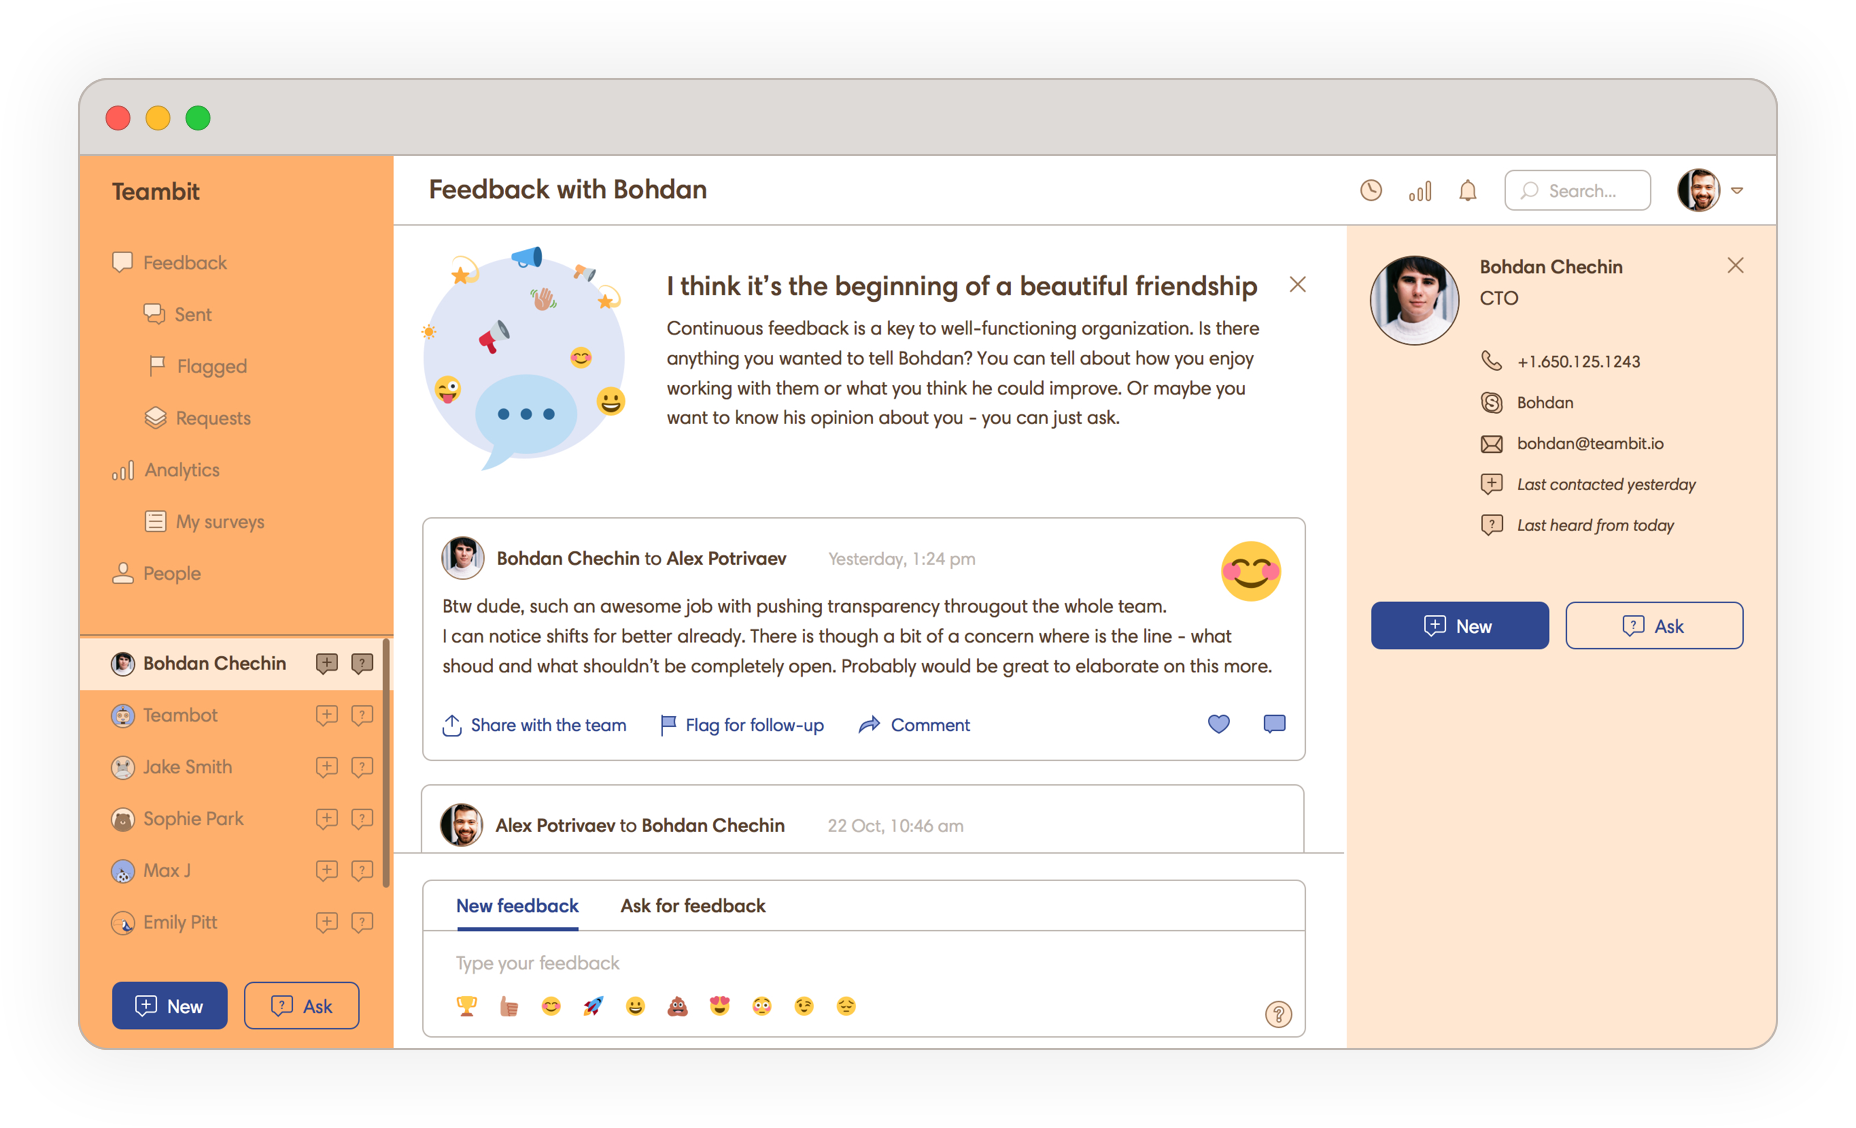 Teambit
Feedback
Sent
Flagged
Requests
Analytics
My surveys
People
Bohdan Chechin
Teambot
Jake Smith
Sophie Park
Max J
Emily Pitt
New
Ask
Feedback with Bohdan
Search...
I think it’s the beginning of a beautiful friendship
Continuous feedback is a key to well-functioning organization. Is there
anything you wanted to tell Bohdan? You can tell about how you enjoy
working with them or what you think he could improve. Or maybe you
want to know his opinion about you - you can just ask.
Bohdan Chechin to Alex Potrivaev
Yesterday, 1:24 pm
Btw dude, such an awesome job with pushing transparency througout the whole team.
I can notice shifts for better already. There is though a bit of a concern where is the line - what
shoud and what shouldn’t be completely open. Probably would be great to elaborate on this more.
Share with the team
Flag for follow-up
Comment
Alex Potrivaev to Bohdan Chechin
22 Oct, 10:46 am
New feedback
Ask for feedback
Type your feedback
?
Bohdan Chechin
CTO
+1.650.125.1243
Bohdan
bohdan@teambit.io
Last contacted yesterday
Last heard from today
New
Ask